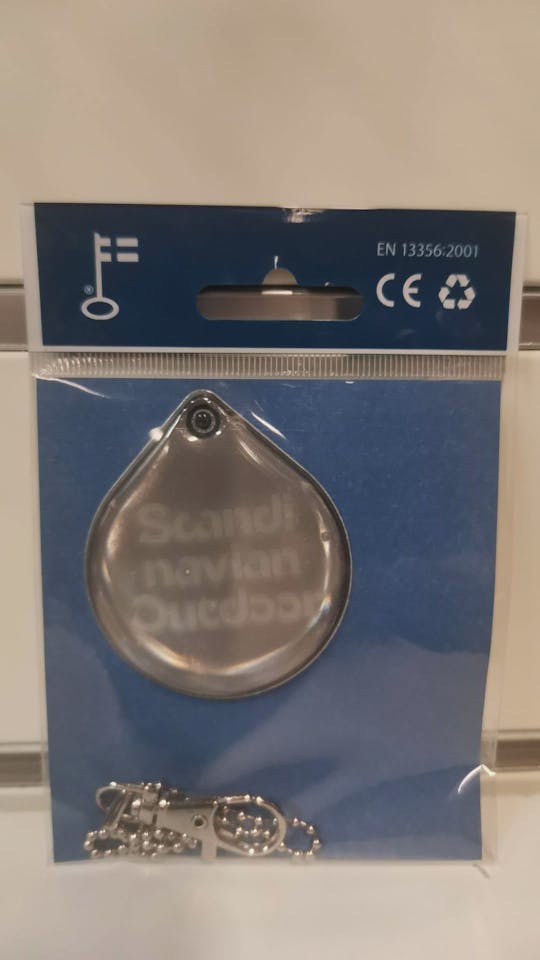 EN 13356:2001
CE
®
Scandi
navian
Outdoor